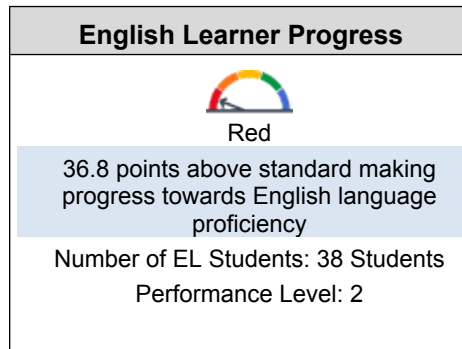 English Learner Progress
Red
36.8 points above standard making
progress towards English language
proficiency
Number of EL Students: 38 Students
Performance Level: 2